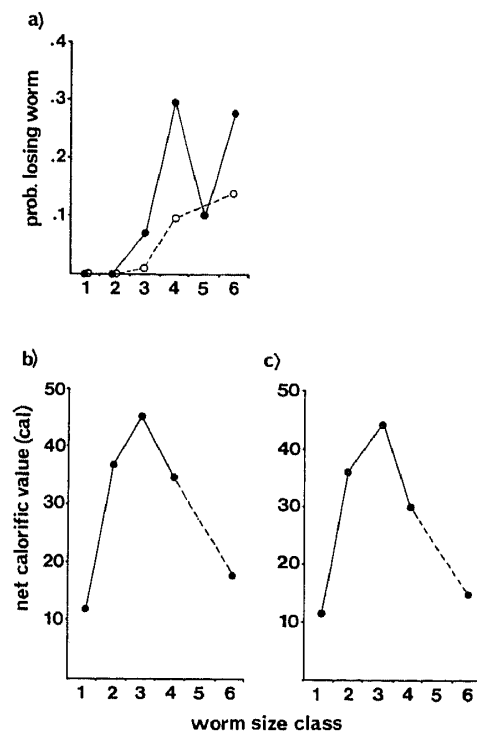 a)
.4
.3
.2
.1
prob. losing worm
1 2 3 4 5 6
b)
50
40
30
20
10
net calorific value (cal)
1 2 3 4 5 6
c)
50
40
30
20
10
1 2 3 4 5 6
worm size class